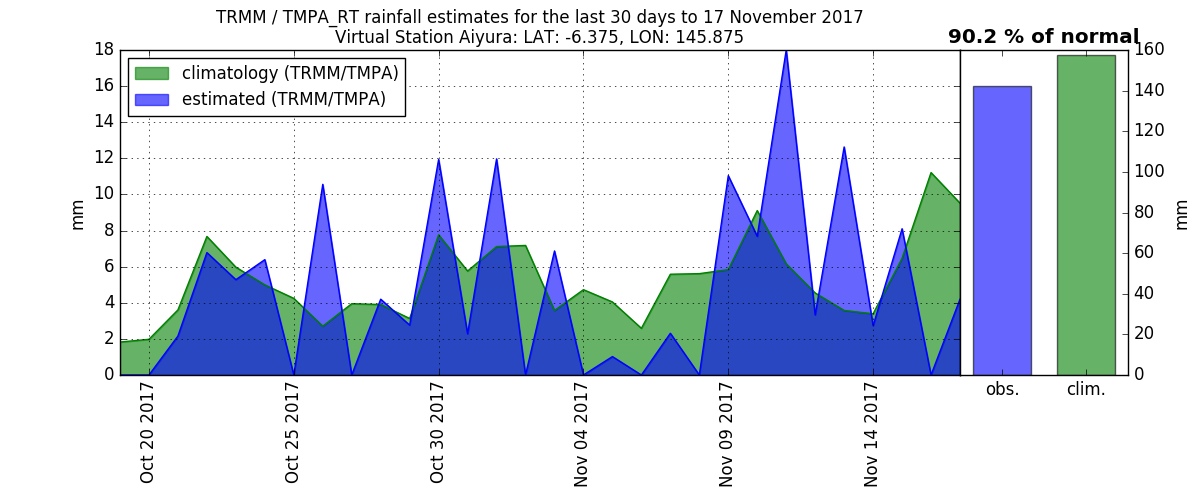 TRMM / TMPA_RT rainfall estimates for the last 30 days to 17 November 2017
Virtual Station Aiyura: LAT: -6.375, LON: 145.875
90.2 % of normal
climatology (TRMM/TMPA)
estimated (TRMM/TMPA)
mm
18
16
14
12
10
8
6
4
2
0
Oct 20 2017
Oct 25 2017
Oct 30 2017
Nov 04 2017
Nov 09 2017
Nov 14 2017
obs.
clim.
160
140
120
100
80
60
40
20
0
mm